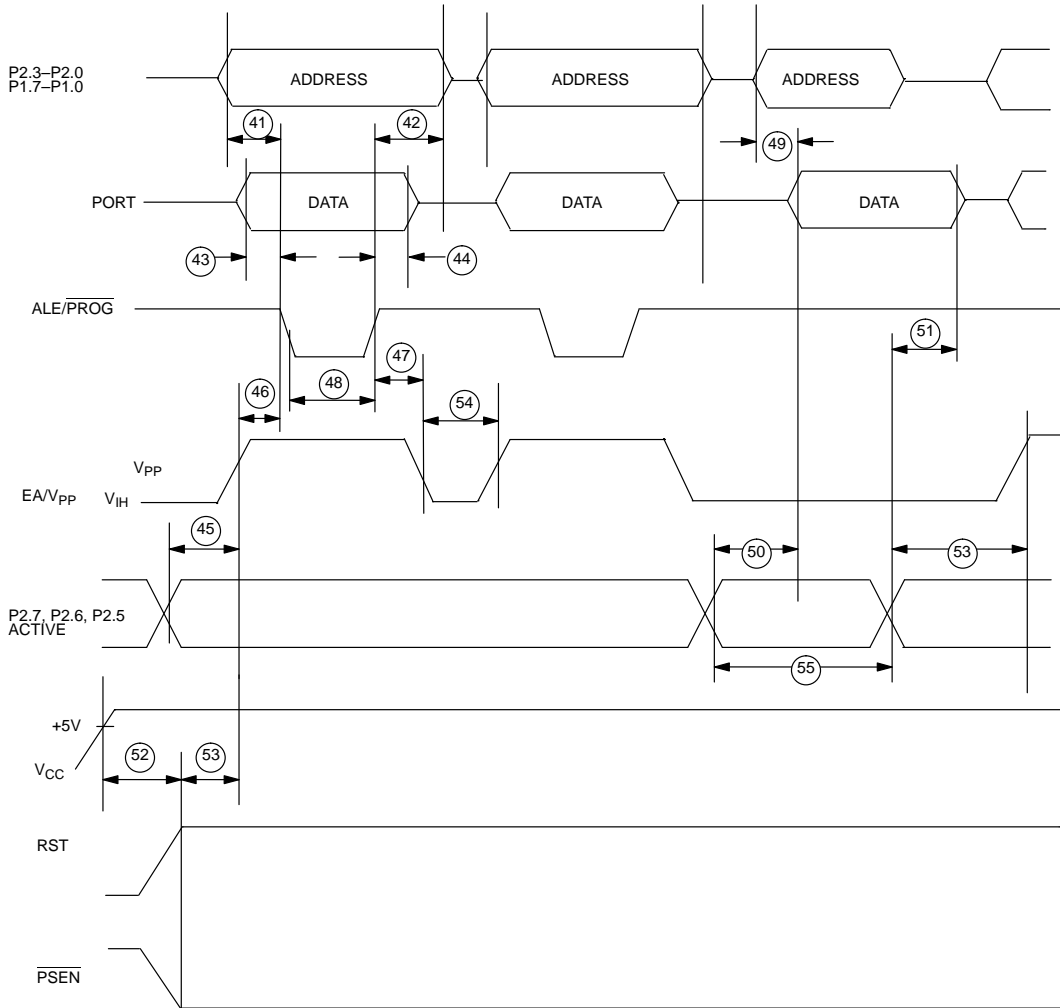 P2.3–P2.0
P1.7–P1.0
ADDRESS
ADDRESS
ADDRESS
41
42
49
PORT
DATA
DATA
DATA
43
44
ALE/PROG
51
47
46
48
54
VPP
EA/VPP
VIH
45
50
53
P2.7, P2.6, P2.5
ACTIVE
55
+5V
52
53
VCC
RST
PSEN